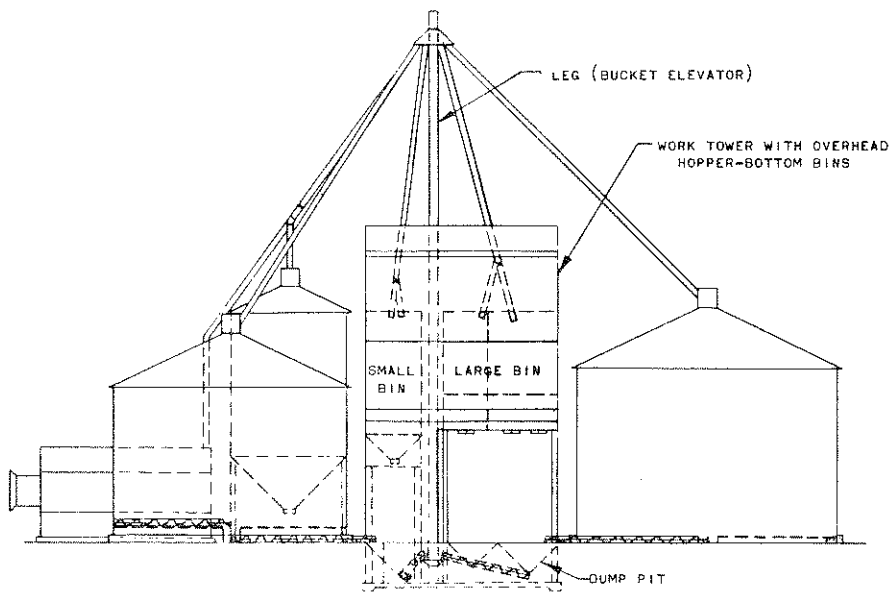 LEG (BUCKET ELEVATOR)
WORK TOWER WITH OVERHEAD
HOPPER-BOTTOM BINS
SMALL
BIN
LARGE BIN
DUMP PIT